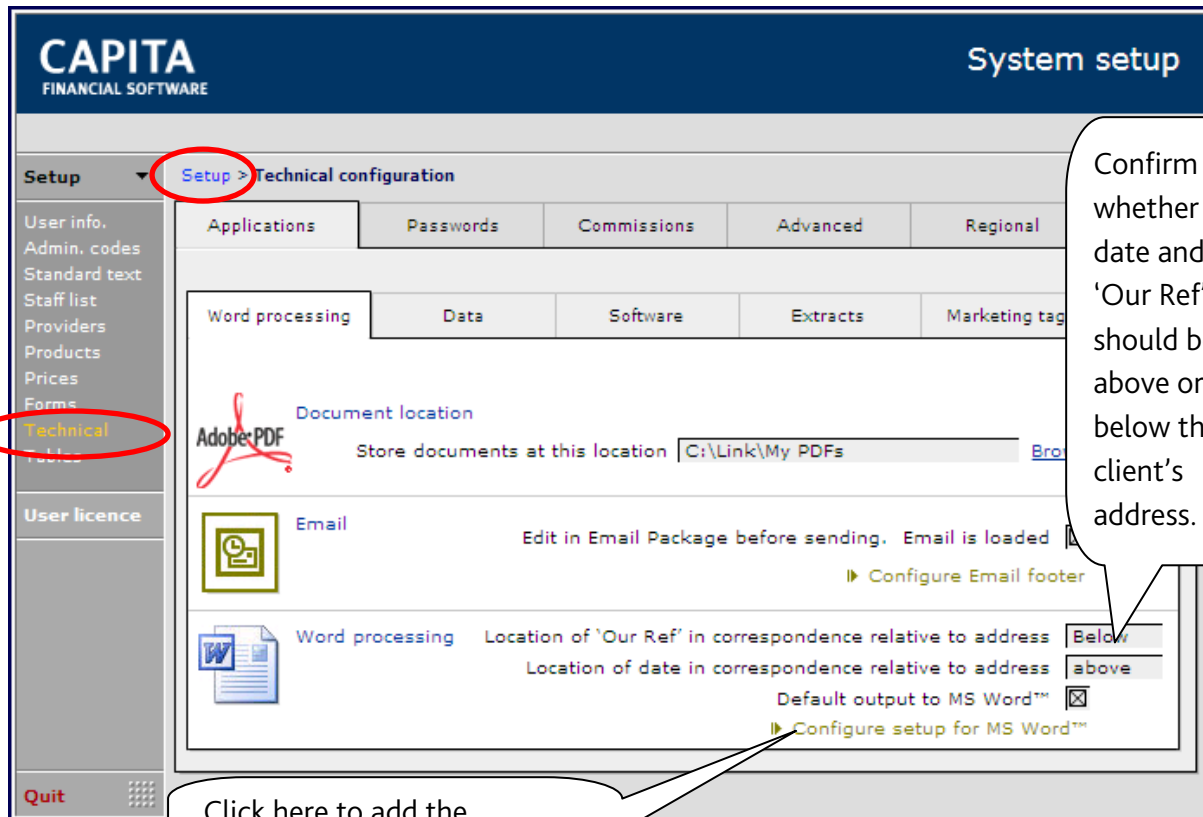 CAPITA
FINANCIAL SOFTWARE
System setup
Setup
User info.
Admin. codes
Standard text
Staff list
Providers
Products
Prices
Forms
Technical
Tables
User licence
Quit
Setup > Technical configuration
Applications Passwords Commissions Advanced Regional
Word processing Data Software Extracts Marketing tag
Adobe PDF
Document location
Store documents at this location C:\Link\My PDFs
Email
Edit in Email Package before sending. Email is loaded
Configure Email footer
W
Word processing
Location of 'Our Ref' in correspondence relative to address Below
Location of date in correspondence relative to address above
Default output to MS Word™
Configure setup for MS Word™
Confirm
whether
date and
'Our Ref'
should b
above or
below th
client's
address.
Click here to add the